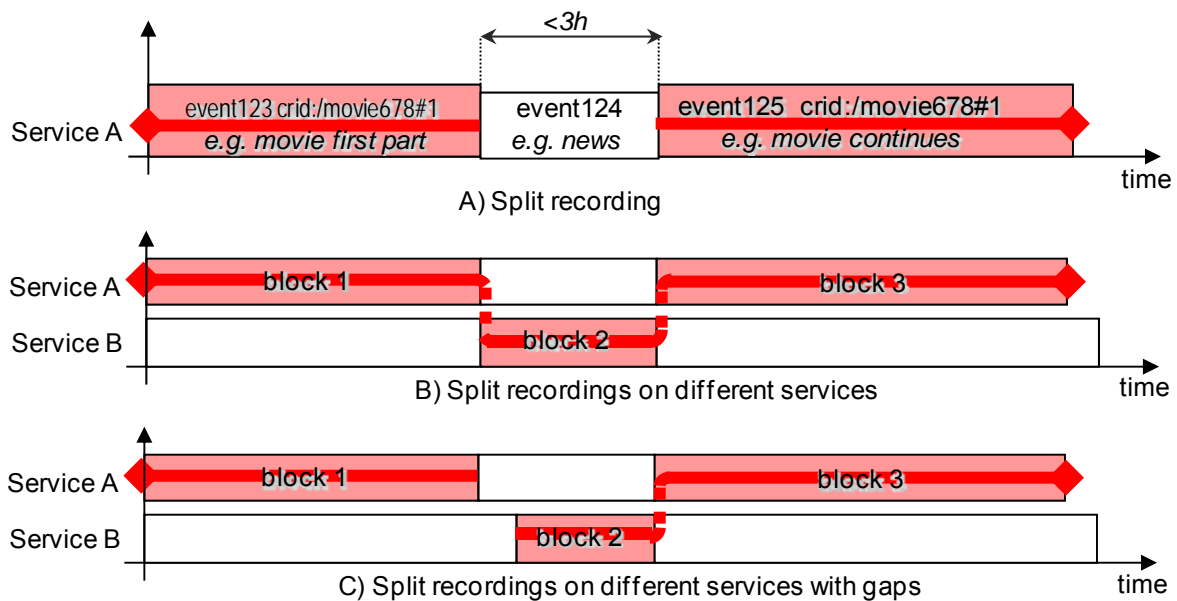 <3h
event123 crid:/movie678#1
event124
event125 crid:/movie678#1
Service A
e.g. movie first part
e.g. news
e.g. movie continues
time
A) Split recording
Service A
block 1
block 3
Service B
block 2
time
B) Split recordings on different services
Service A
block 1
block 3
Service B
block 2
time
C) Split recordings on different services with gaps